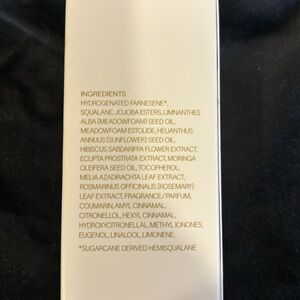 INGREDIENTS
HYDROGENATED FARNESENE*,
SQUALANE, JOJOBA ESTERS, LIMNANTHES
ALBA (MEADOWFOAM) SEED OIL,
MEADOWFOAM ESTOLIDE, HELIANTHUS
ANNUUS (SUNFLOWER) SEED OIL,
HIBISCUS SABDARIFFA FLOWER EXTRACT,
ECLIPTA PROSTRATA EXTRACT, MORINGA
OLEIFERA SEED OIL, TOCOPHEROL,
MELIA AZADIRACHTA LEAF EXTRACT,
ROSMARINUS OFFICINALIS (ROSEMARY)
LEAF EXTRACT, FRAGRANCE/PARFUM,
COUMARIN, AMYL CINNAMAL,
CITRONELLOL, HEXYL CINNAMAL,
HYDROXYCITRONELLAL, METHYL IONONES,
EUGENOL, LINALOOL, LIMONENE.
*SUGARCANE DERIVED HEMISQUALANE